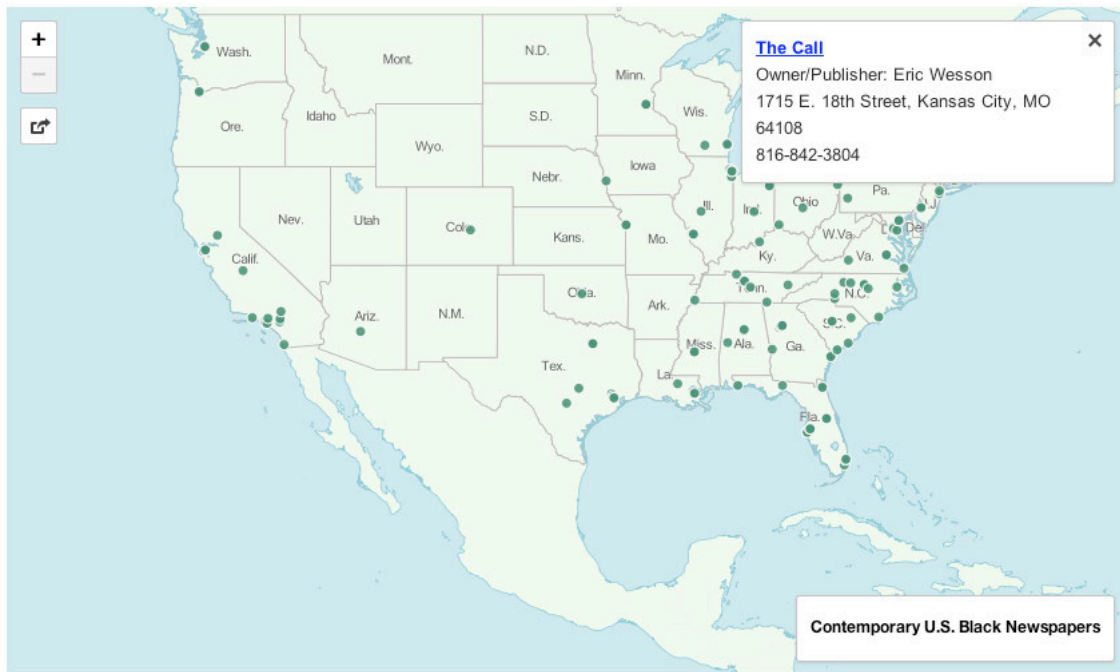 +
The Call
×
Owner/Publisher: Eric Wesson
1715 E. 18th Street, Kansas City, MO
64108
816-842-3804
Wash.
Mont.
N.D.
Minn.
Ore.
Idaho
S.D.
Wis.
Wyo.
Iowa
Nebr.
Nev.
Utah
Kans.
Mo.
Ill.
Ind.
Ohio
Pa.
N.J.
Del.
W.Va.
Va.
Ky.
Calif.
Ariz.
N.M.
Okla.
Ark.
Tenn.
N.C.
S.C.
Tex.
La.
Miss.
Ala.
Ga.
Fla.
Contemporary U.S. Black Newspapers